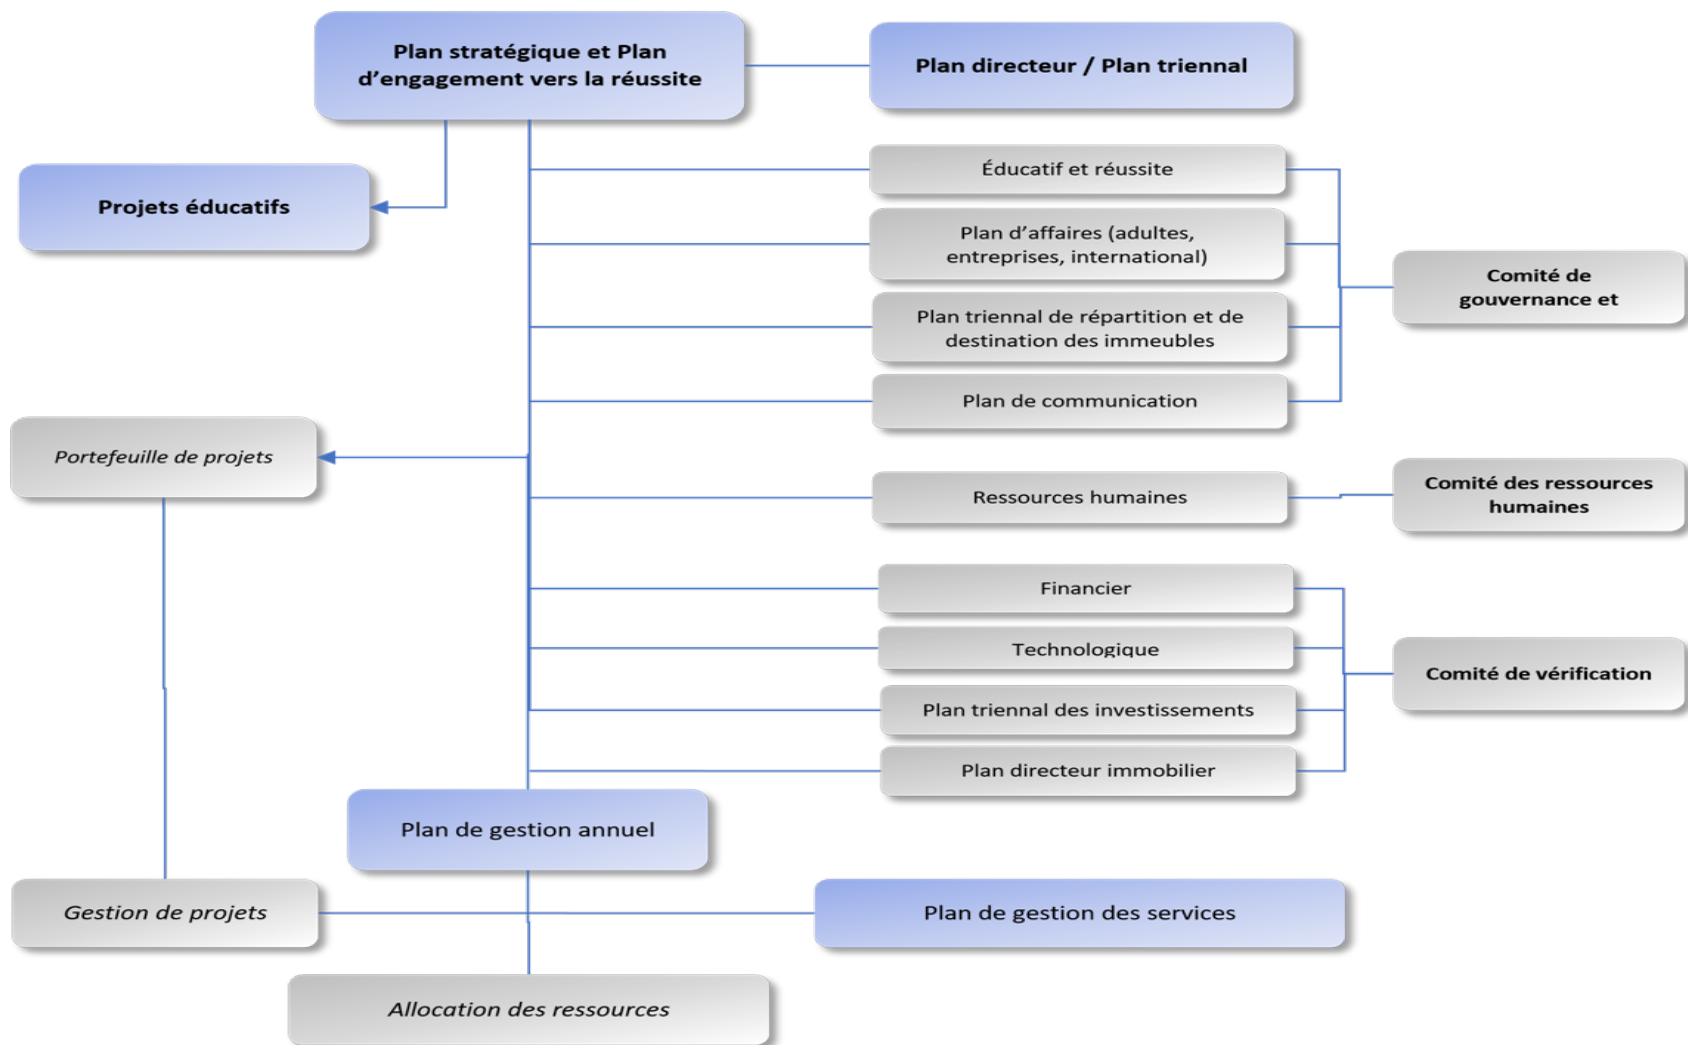 Plan stratégique et Plan
d’engagement vers la réussite
Plan directeur / Plan triennal
Projets éducatifs
Éducatif et réussite
Plan d’affaires (adultes,
entreprises, international)
Plan triennal de répartition et de
destination des immeubles
Plan de communication
Comité de
gouvernance et
Portefeuille de projets
Ressources humaines
Comité des ressources
humaines
Financier
Technologique
Plan triennal des investissements
Plan directeur immobilier
Comité de vérification
Plan de gestion annuel
Gestion de projets
Plan de gestion des services
Allocation des ressources